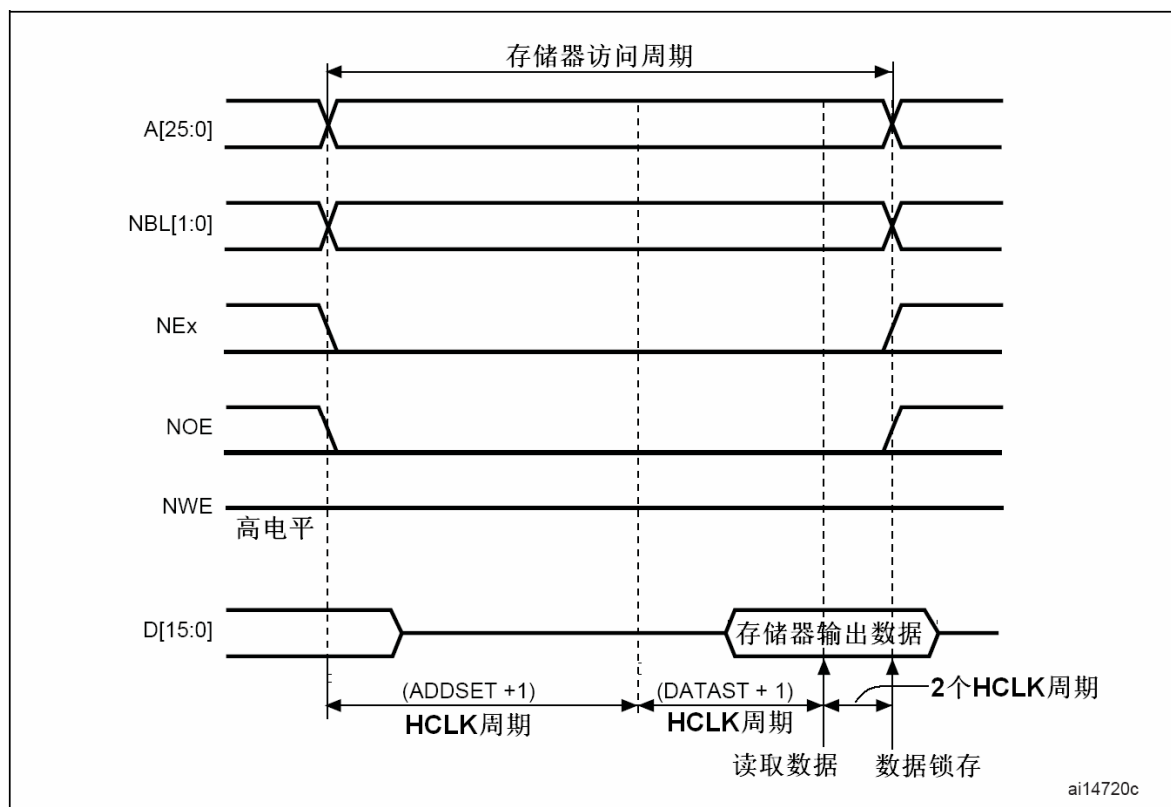 存储器访问周期
A[25:0]
NBL[1:0]
NEx
NOE
NWE
高电平
D[15:0]
存储器输出数据
(ADDSET +1)
HCLK周期
(DATAST + 1)
HCLK周期
2个HCLK周期
读取数据
数据锁存
ai14720c